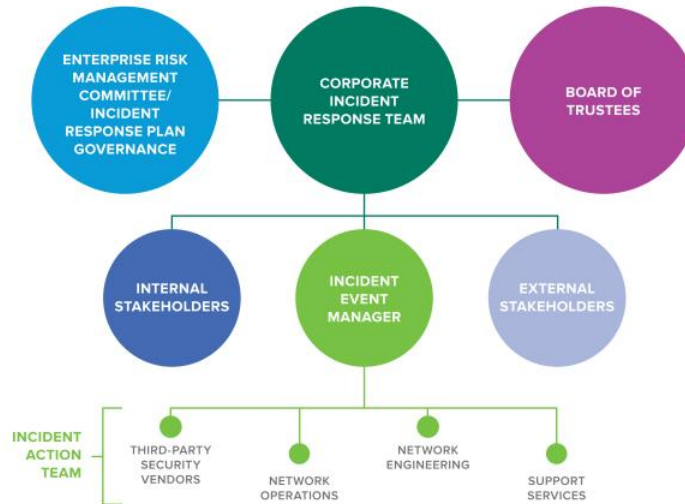 ENTERPRISE RISK
MANAGEMENT
COMMITTEE/
INCIDENT
RESPONSE PLAN
GOVERNANCE
CORPORATE
INCIDENT
RESPONSE TEAM
BOARD OF
TRUSTEES
INTERNAL
STAKEHOLDERS
INCIDENT
EVENT
MANAGER
EXTERNAL
STAKEHOLDERS
INCIDENT
ACTION
TEAM
THIRD-PARTY
SECURITY
VENDORS
NETWORK
OPERATIONS
NETWORK
ENGINEERING
SUPPORT
SERVICES